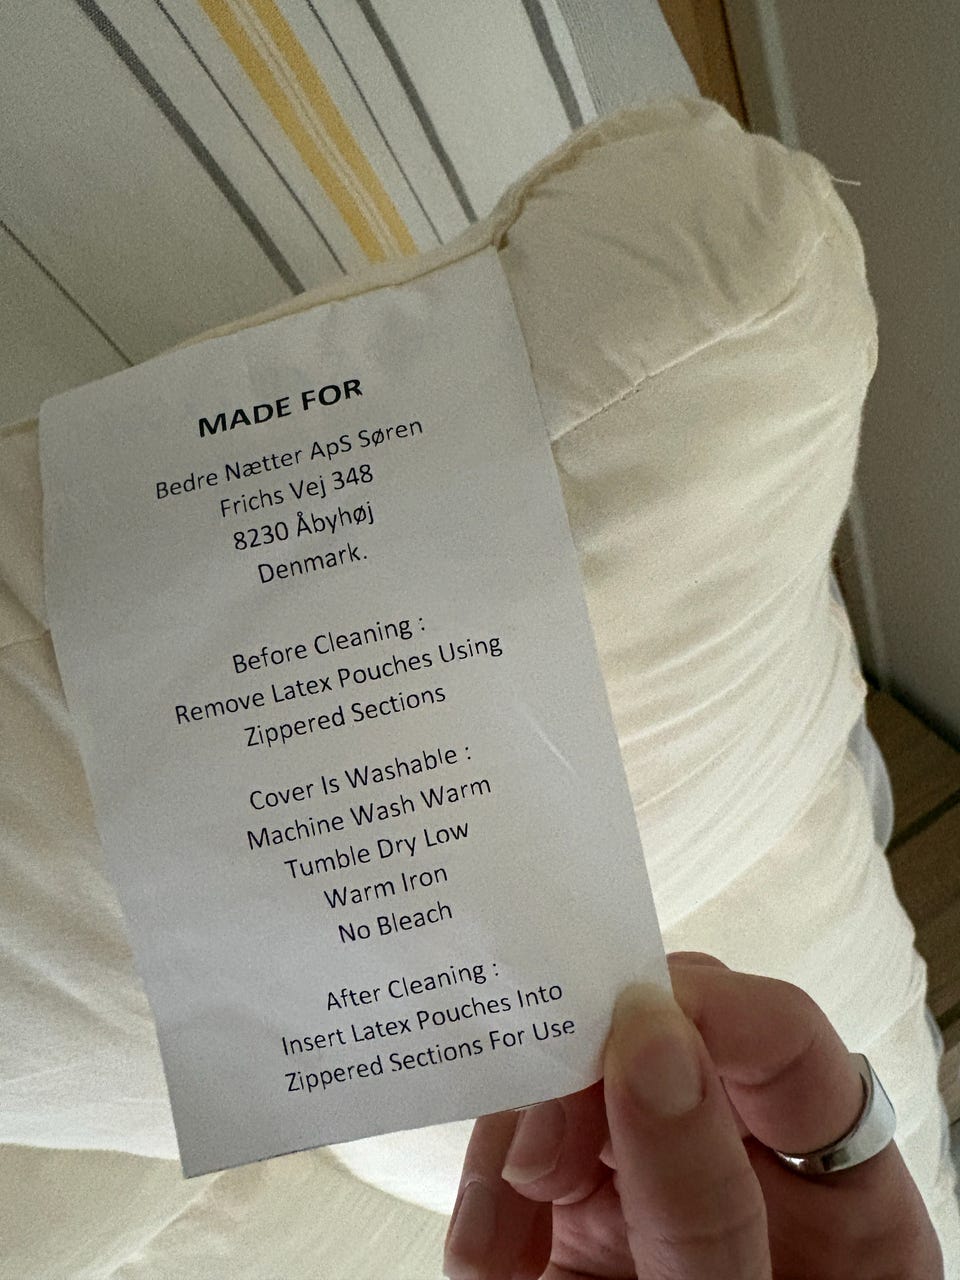 MADE FOR
Bedre Nætter ApS Søren
Frichs Vej 348
8230 Åbyhøj
Denmark.
Before Cleaning :
Remove Latex Pouches Using
Zippered Sections
Cover Is Washable :
Machine Wash Warm
Tumble Dry Low
Warm Iron
No Bleach
After Cleaning :
Insert Latex Pouches Into
Zippered Sections For Use